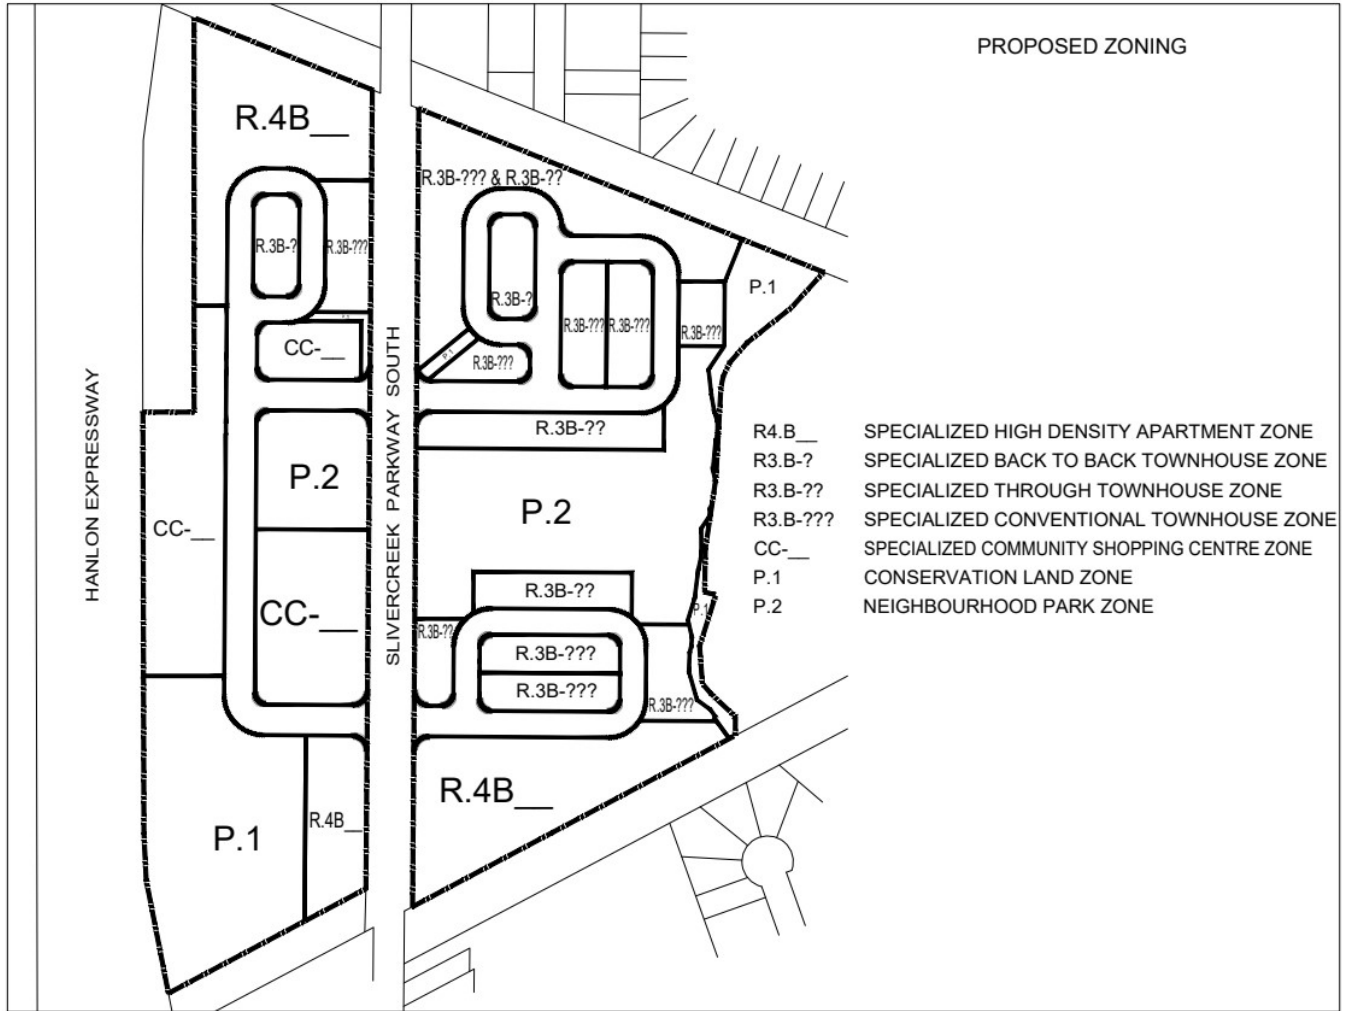 PROPOSED ZONING
R.4B__
R.3B-??? & R.3B-??
R.3B-?
R.3B-???
P.1
R.3B-?
R.3B-???
R.3B-???
R.3B-???
CC-__
P.1
R.3B-???
HANLON EXPRESSWAY
SLIVERCREEK PARKWAY SOUTH
R.3B-??
P.2
P.2
CC-__
R.3B-??
P.1
CC-__
R.3B-??
R.3B-???
R.3B-???
R.3B-???
R.4B__
R.4B__
P.1
R4.B__ SPECIALIZED HIGH DENSITY APARTMENT ZONE
R3.B-? SPECIALIZED BACK TO BACK TOWNHOUSE ZONE
R3.B-?? SPECIALIZED THROUGH TOWNHOUSE ZONE
R3.B-??? SPECIALIZED CONVENTIONAL TOWNHOUSE ZONE
CC-__ SPECIALIZED COMMUNITY SHOPPING CENTRE ZONE
P.1 CONSERVATION LAND ZONE
P.2 NEIGHBOURHOOD PARK ZONE